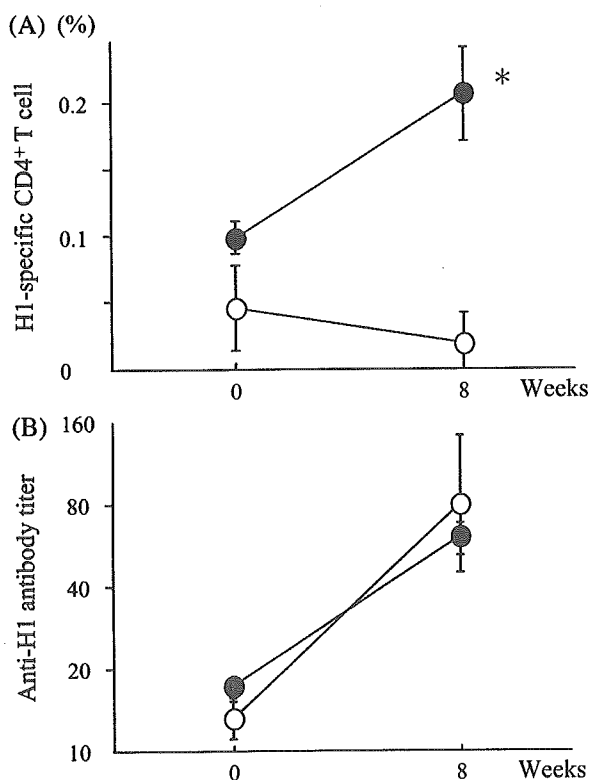 (A) (%)
H1-specific CD4⁺ T cell
0.2
*
0.1
0
0
8
Weeks
(B)
Anti-H1 antibody titer
160
80
40
20
10
0
8
Weeks